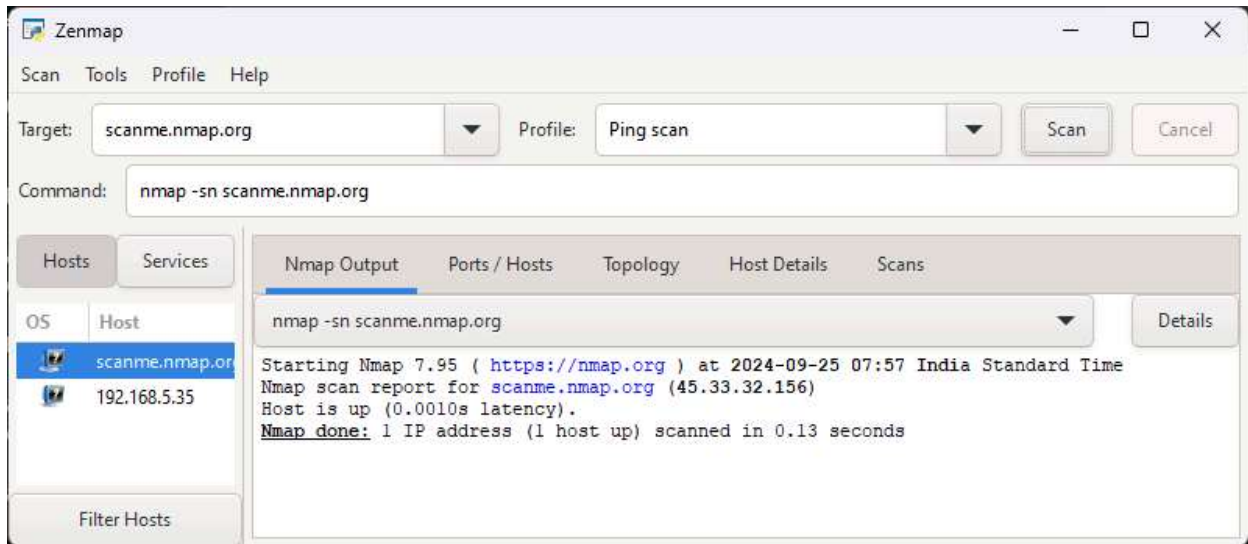 Zenmap
Scan Tools Profile Help
Target: scanme.nmap.org Profile: Ping scan Scan Cancel
Command: nmap -sn scanme.nmap.org
Hosts Services Nmap Output Ports / Hosts Topology Host Details Scans
OS Host nmap -sn scanme.nmap.org Details
scanme.nmap.or
192.168.5.35
Starting Nmap 7.95 ( https://nmap.org ) at 2024-09-25 07:57 India Standard Time
Nmap scan report for scanme.nmap.org (45.33.32.156)
Host is up (0.0010s latency).
Nmap done: 1 IP address (1 host up) scanned in 0.13 seconds
Filter Hosts